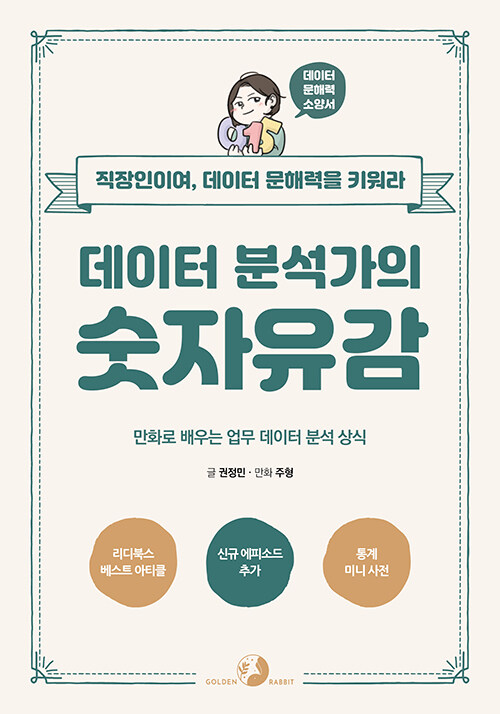 데이터
문해력
소양서
915
직장인이여, 데이터 문해력을 키워라
데이터 분석가의
숫자유감
만화로 배우는 업무 데이터 분석 상식
글 권정민 · 만화 주형
리디북스
베스트 아티클
신규 에피소드
추가
통계
미니 사전
GOLDEN RABBIT